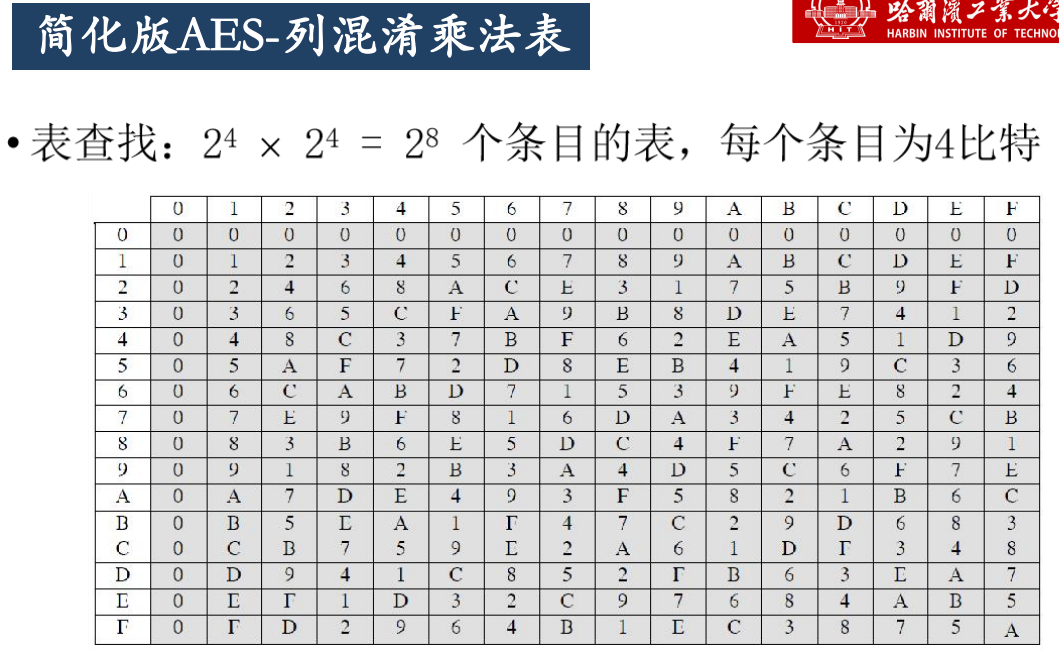 简化版AES-列混淆乘法表
哈尔滨工业大学
HARBIN INSTITUTE OF TECHNO
HIT
•表查找：2⁴ × 2⁴ = 2⁸ 个条目的表，每个条目为4比特
0 1 2 3 4 5 6 7 8 9 A B C D E F
0 0 0 0 0 0 0 0 0 0 0 0 0 0 0 0 0
1 0 1 2 3 4 5 6 7 8 9 A B C D E F
2 0 2 4 6 8 A C E 3 1 7 5 B 9 F D
3 0 3 6 5 C F A 9 B 8 D E 7 4 1 2
4 0 4 8 C 3 7 B F 6 2 E A 5 1 D 9
5 0 5 A F 7 2 D 8 E B 4 1 9 C 3 6
6 0 6 C A B D 7 1 5 3 9 F E 8 2 4
7 0 7 E 9 F 8 1 6 D A 3 4 2 5 C B
8 0 8 3 B 6 E 5 D C 4 F 7 A 2 9 1
9 0 9 1 8 2 B 3 A 4 D 5 C 6 F 7 E
A 0 A 7 D E 4 9 3 F 5 8 2 1 B 6 C
B 0 B 5 E A 1 F 4 7 C 2 9 D 6 8 3
C 0 C B 7 5 9 E 2 A 6 1 D F 3 4 8
D 0 D 9 4 1 C 8 5 2 F B 6 3 E A 7
E 0 E F 1 D 3 2 C 9 7 6 8 4 A B 5
F 0 F D 2 9 6 4 B 1 E C 3 8 7 5 A